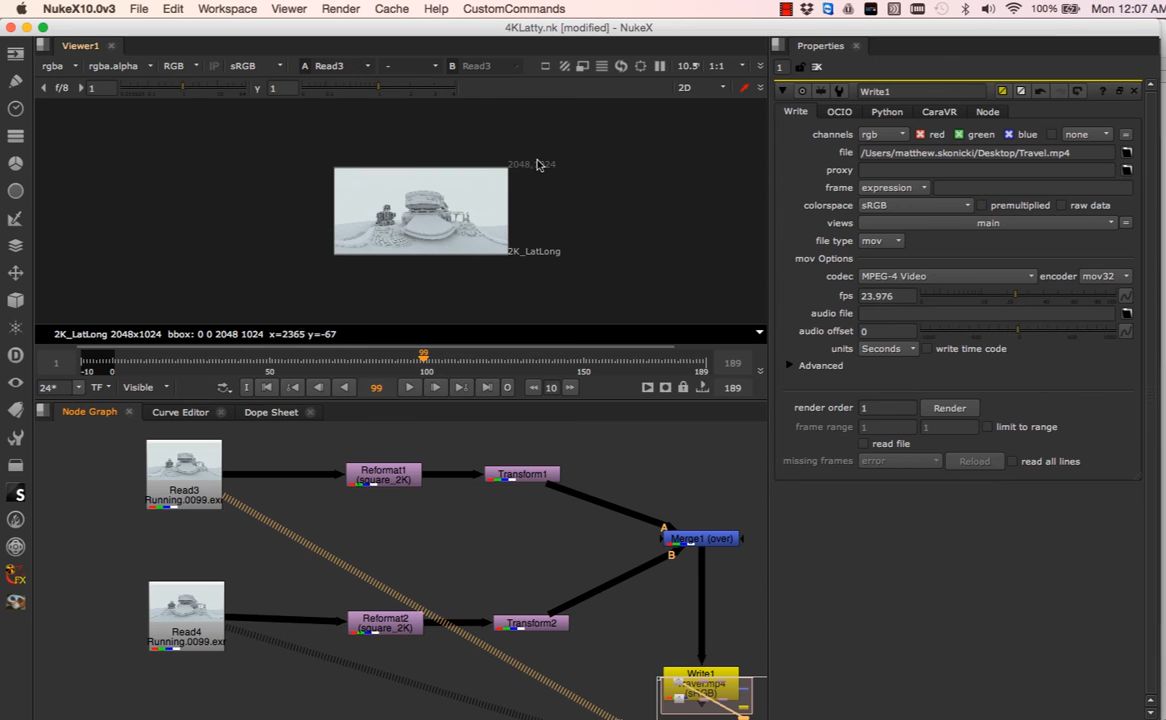 NukeX10.0v3 File Edit Workspace Viewer Render Cache Help CustomCommands 100% Mon 12:07 AM
4KLatty.nk [modified] - NukeX
Viewer1
rgba rgba.alpha RGB IP sRGB A Read3 - B Read3 10.5 1:1
f/8 1 Y 1 2D
2048, 1024
2K_LatLong
2K_LatLong 2048x1024 bbox: 0 0 2048 1024 x=2365 y=-67
1 -10 0 50 99 100 150 189 189
24* TF Visible I 99 O 10 189
Node Graph Curve Editor Dope Sheet
Read3
Running.0099.exr
Reformat1
(square_2K)
Transform1
A
Merge1 (over)
B
Read4
Running.0099.exr
Reformat2
(square_2K)
Transform2
Write1
Travel.mp4
(sRGB)
Properties
1
Write1
Write OCIO Python CaraVR Node
channels rgb red green blue none =
file /Users/matthew.skonicki/Desktop/Travel.mp4
proxy
frame expression
colorspace sRGB premultiplied raw data
views main =
file type mov
mov Options
codec MPEG-4 Video encoder mov32
fps 23.976
audio file
audio offset 0
units Seconds write time code
Advanced
render order 1 Render
frame range 1 1 limit to range
read file
missing frames error Reload read all lines
S
FX